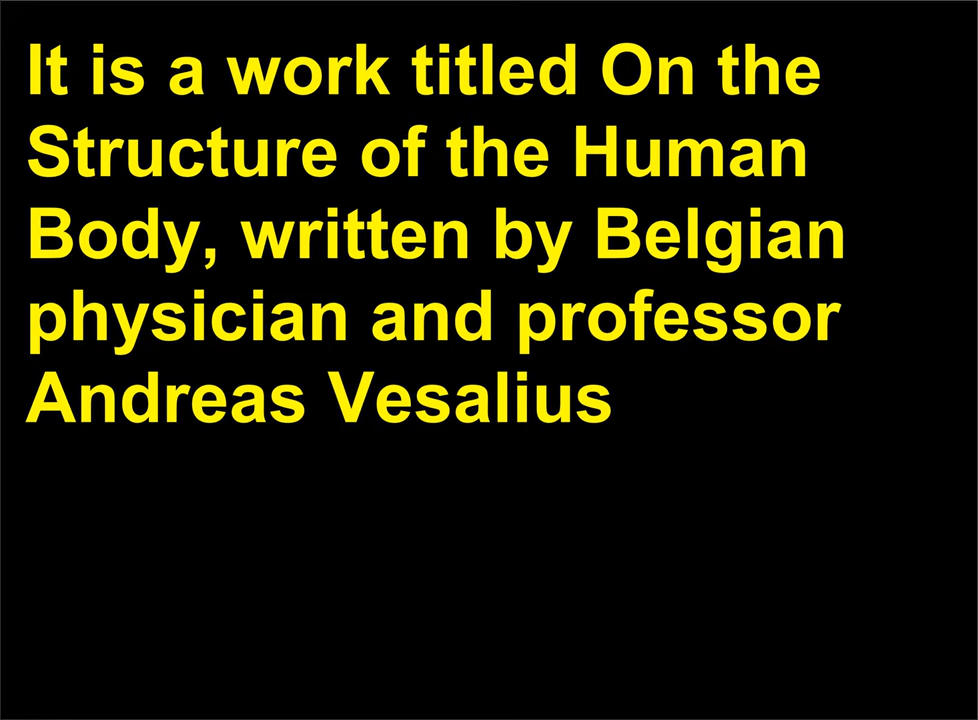 It is a work titled On the
Structure of the Human
Body, written by Belgian
physician and professor
Andreas Vesalius